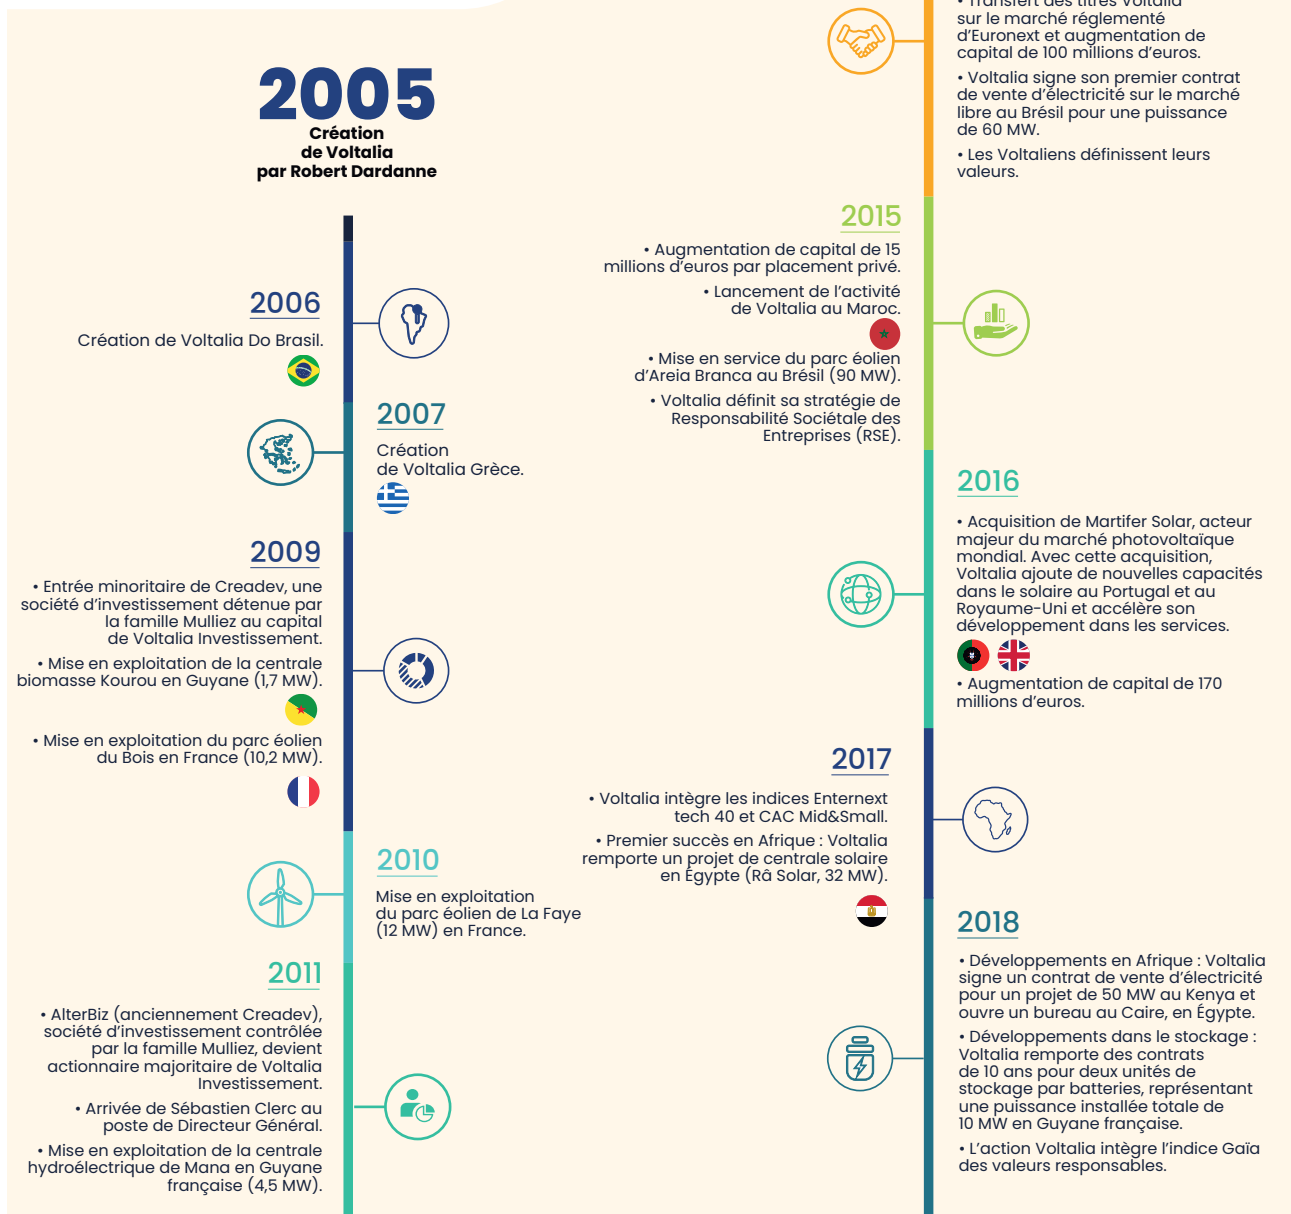 2005
Création
de Voltalia
par Robert Dardanne
2006
Création de Voltalia Do Brasil.
2007
Création
de Voltalia Grèce.
2009
• Entrée minoritaire de Creadev, une
société d’investissement détenue par
la famille Mulliez au capital
de Voltalia Investissement.
• Mise en exploitation de la centrale
biomasse Kourou en Guyane (1,7 MW).
• Mise en exploitation du parc éolien
du Bois en France (10,2 MW).
2010
Mise en exploitation
du parc éolien de La Faye
(12 MW) en France.
2011
• AlterBiz (anciennement Creadev),
société d’investissement contrôlée
par la famille Mulliez, devient
actionnaire majoritaire de Voltalia
Investissement.
• Arrivée de Sébastien Clerc au
poste de Directeur Général.
• Mise en exploitation de la centrale
hydroélectrique de Mana en Guyane
française (4,5 MW).
• Transfert des titres Voltalia
sur le marché réglementé
d’Euronext et augmentation de
capital de 100 millions d’euros.
• Voltalia signe son premier contrat
de vente d’électricité sur le marché
libre au Brésil pour une puissance
de 60 MW.
• Les Voltaliens définissent leurs
valeurs.
2015
• Augmentation de capital de 15
millions d’euros par placement privé.
• Lancement de l’activité
de Voltalia au Maroc.
• Mise en service du parc éolien
d’Areia Branca au Brésil (90 MW).
• Voltalia définit sa stratégie de
Responsabilité Sociétale des
Entreprises (RSE).
2016
• Acquisition de Martifer Solar, acteur
majeur du marché photovoltaïque
mondial. Avec cette acquisition,
Voltalia ajoute de nouvelles capacités
dans le solaire au Portugal et au
Royaume-Uni et accélère son
développement dans les services.
• Augmentation de capital de 170
millions d’euros.
2017
• Voltalia intègre les indices Enternext
tech 40 et CAC Mid&Small.
• Premier succès en Afrique : Voltalia
remporte un projet de centrale solaire
en Égypte (Râ Solar, 32 MW).
2018
• Développements en Afrique : Voltalia
signe un contrat de vente d’électricité
pour un projet de 50 MW au Kenya et
ouvre un bureau au Caire, en Égypte.
• Développements dans le stockage :
Voltalia remporte des contrats
de 10 ans pour deux unités de
stockage par batteries, représentant
une puissance installée totale de
10 MW en Guyane française.
• L’action Voltalia intègre l’indice Gaïa
des valeurs responsables.